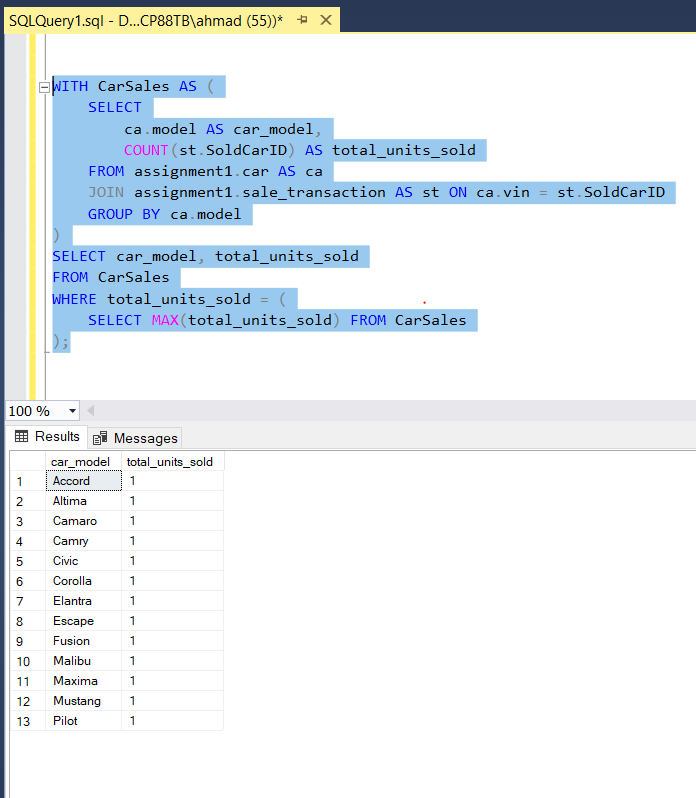 SQLQuery1.sql - D...CP88TB\ahmad (55))*
WITH CarSales AS (
SELECT
ca.model AS car_model,
COUNT(st.SoldCarID) AS total_units_sold
FROM assignment1.car AS ca
JOIN assignment1.sale_transaction AS st ON ca.vin = st.SoldCarID
GROUP BY ca.model
)
SELECT car_model, total_units_sold
FROM CarSales
WHERE total_units_sold = (
SELECT MAX(total_units_sold) FROM CarSales
);
100 %
Results Messages
car_model total_units_sold
1 Accord 1
2 Altima 1
3 Camaro 1
4 Camry 1
5 Civic 1
6 Corolla 1
7 Elantra 1
8 Escape 1
9 Fusion 1
10 Malibu 1
11 Maxima 1
12 Mustang 1
13 Pilot 1